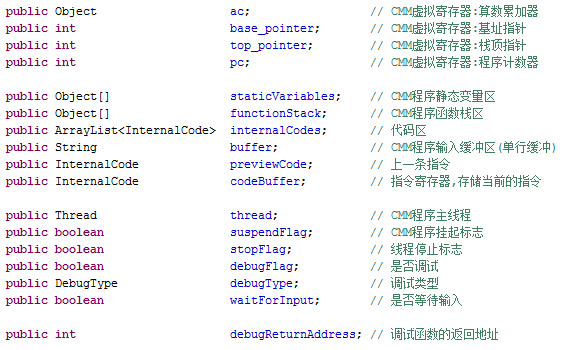 public Object ac; // CMM虚拟寄存器:算数累加器
public int base_pointer; // CMM虚拟寄存器:基址指针
public int top_pointer; // CMM虚拟寄存器:栈顶指针
public int pc; // CMM虚拟寄存器:程序计数器
public Object[] staticVariables; // CMM程序静态变量区
public Object[] functionStack; // CMM程序函数栈区
public ArrayList<InternalCode> internalCodes; // 代码区
public String buffer; // CMM程序输入缓冲区(单行缓冲)
public InternalCode previewCode; // 上一条指令
public InternalCode codeBuffer; // 指令寄存器,存储当前的指令
public Thread thread; // CMM程序主线程
public boolean suspendFlag; // CMM程序挂起标志
public boolean stopFlag; // 线程停止标志
public boolean debugFlag; // 是否调试
public DebugType debugType; // 调试类型
public boolean waitForInput; // 是否等待输入
public int debugReturnAddress; // 调试函数的返回地址